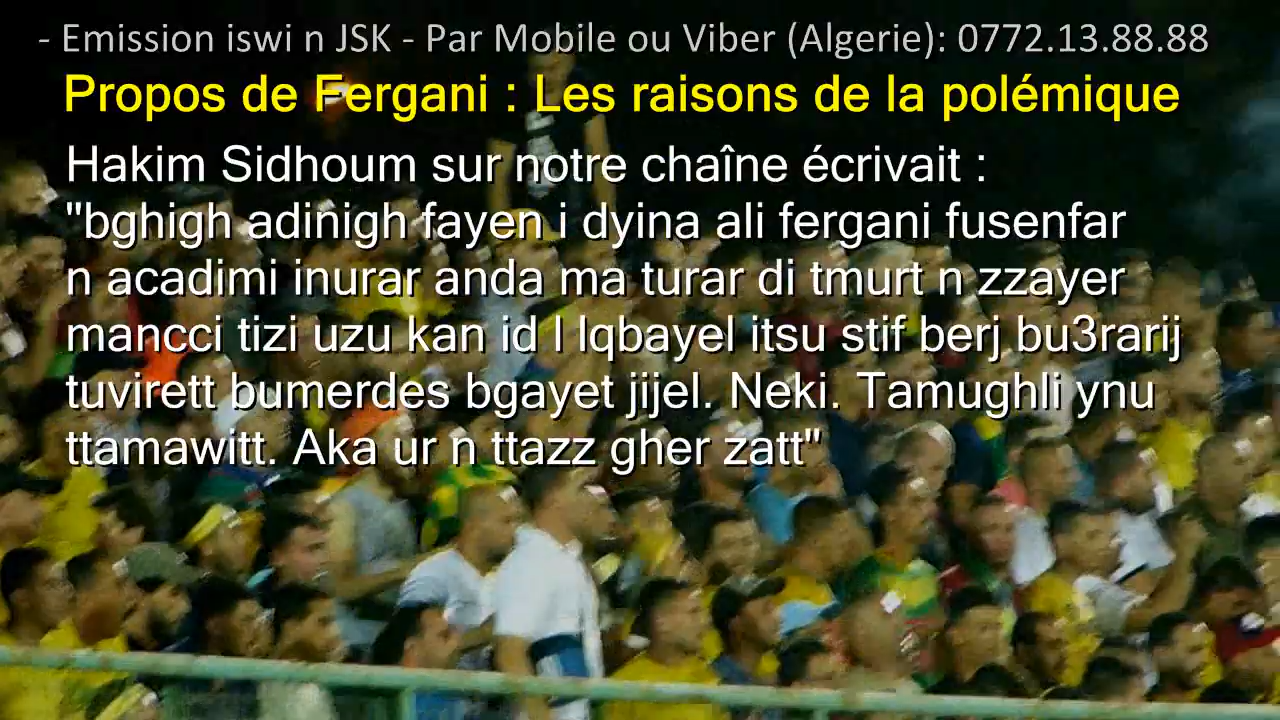 - Emission iswi n JSK - Par Mobile ou Viber (Algerie): 0772.13.88.88
Propos de Fergani : Les raisons de la polémique
Hakim Sidhoum sur notre chaîne écrivait :
"bghigh adinigh fayen i dyina ali fergani fusenfar
n acadimi inurar anda ma turar di tmurt n zzayer
mancci tizi uzu kan id l lqbayel itsu stif berj bu3rarij
tuvirett bumerdes bgayet jijel. Neki. Tamughli ynu
ttamawitt. Aka ur n ttazz gher zatt"